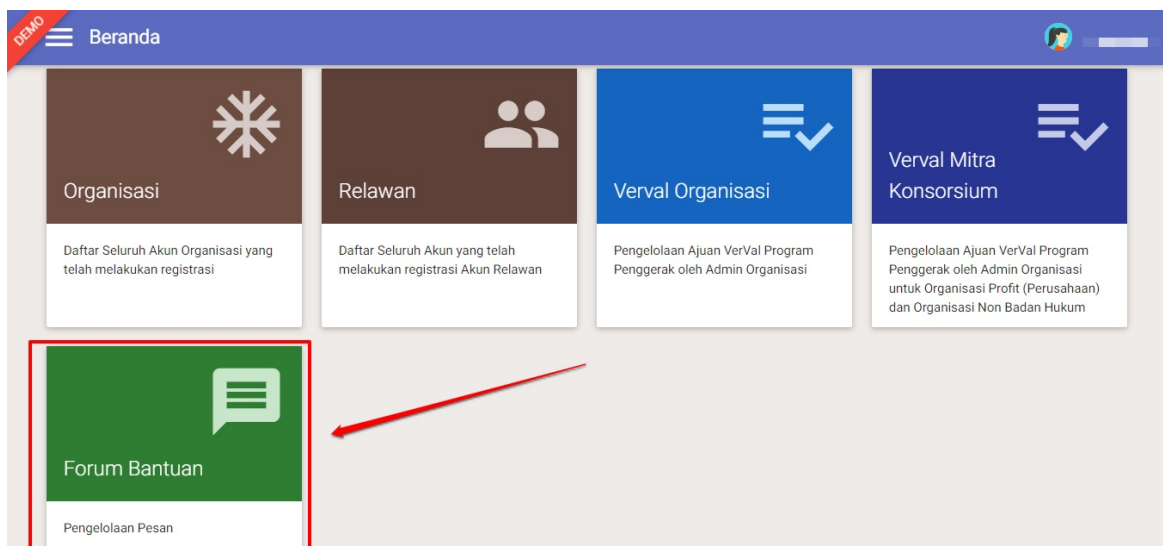 DEMO
Beranda
Organisasi
Daftar Seluruh Akun Organisasi yang
telah melakukan registrasi
Relawan
Daftar Seluruh Akun yang telah
melakukan registrasi Akun Relawan
Verval Organisasi
Pengelolaan Ajuan VerVal Program
Penggerak oleh Admin Organisasi
Verval Mitra
Konsorsium
Pengelolaan Ajuan VerVal Program
Penggerak oleh Admin Organisasi
untuk Organisasi Profit (Perusahaan)
dan Organisasi Non Badan Hukum
Forum Bantuan
Pengelolaan Pesan